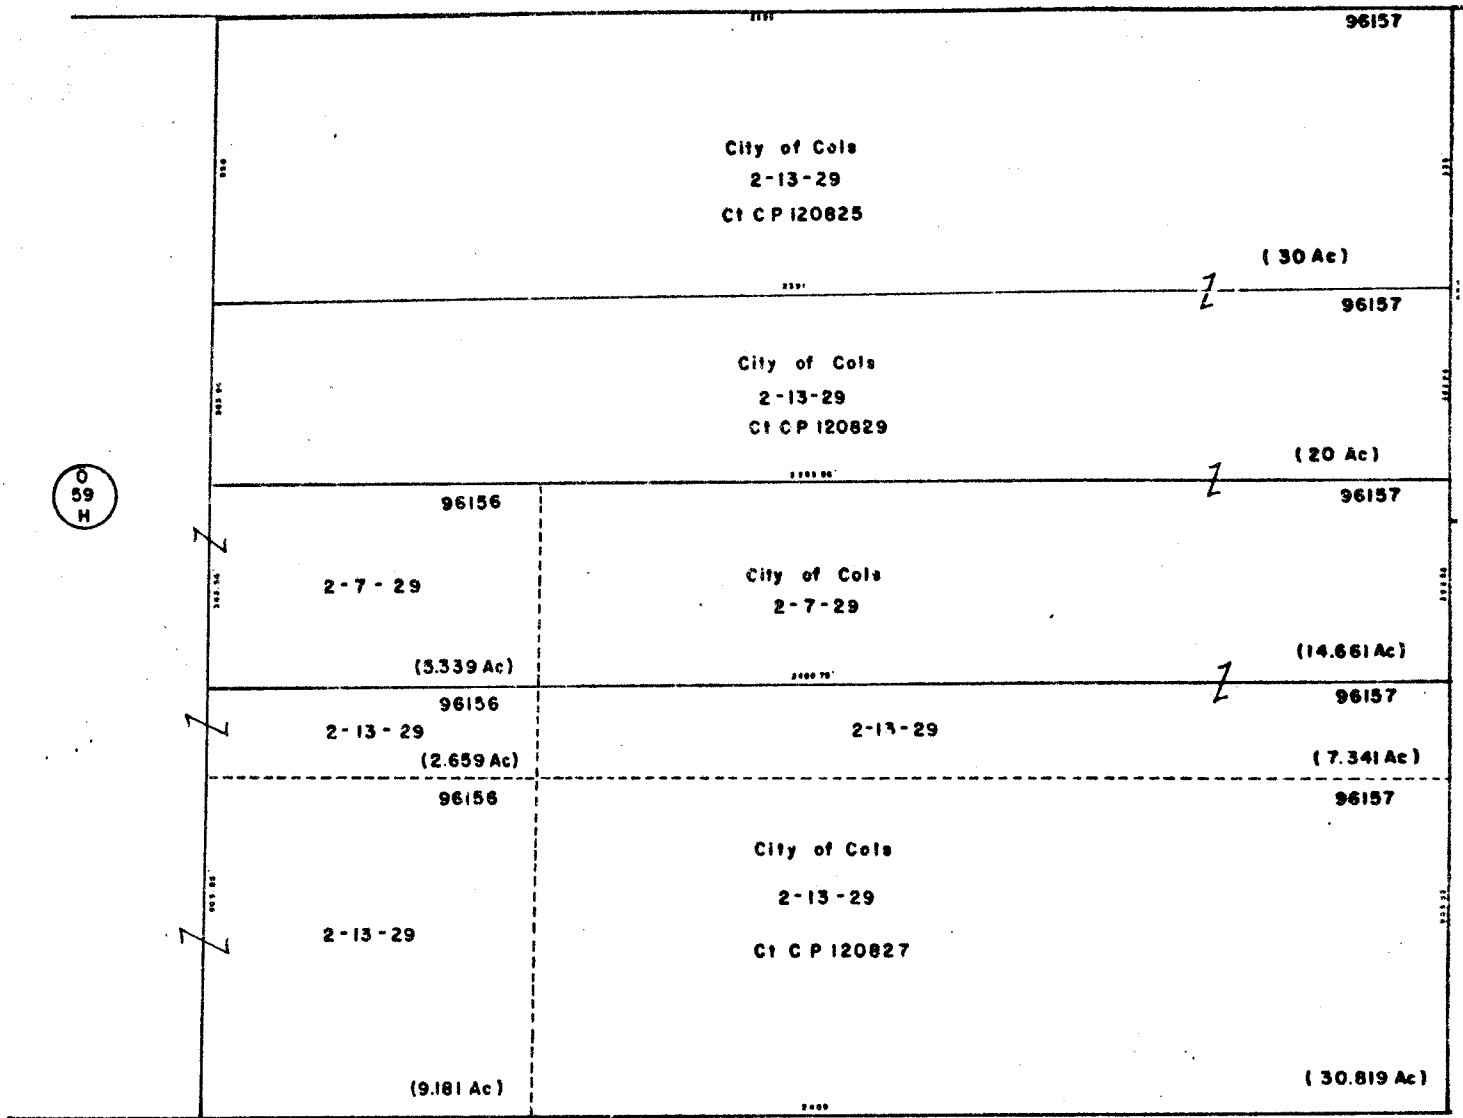 96157
City of Cols
2-13-29
Ct C P 120825
( 30 Ac )
2391
96157
City of Cols
2-13-29
Ct C P 120829
( 20 Ac )
O
59
H
96156
96157
2-7-29
City of Cols
2-7-29
(5.339 Ac)
(14.661 Ac)
96156
96157
2-13-29
2-13-29
(2.659 Ac)
( 7.341 Ac)
96156
96157
City of Cols
2-13-29
2-13-29
Ct C P 120827
(9.181 Ac)
( 30.819 Ac)
2409